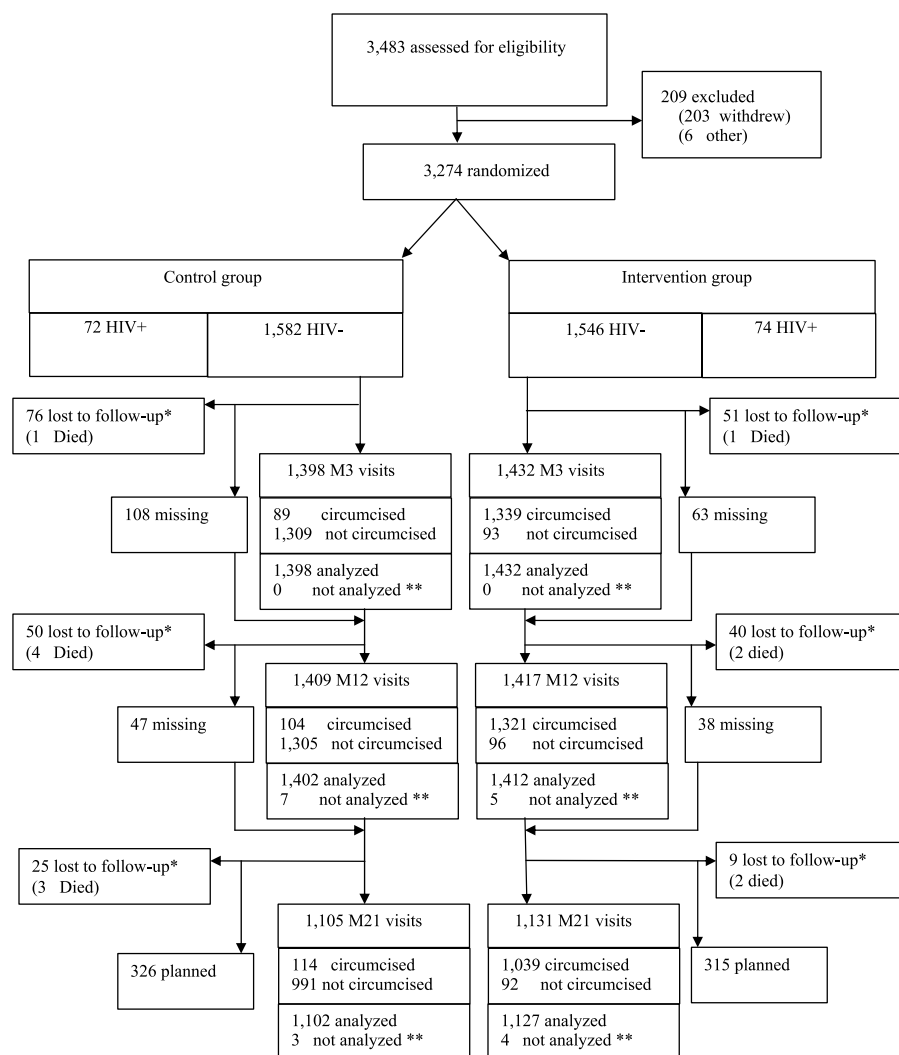 3,483 assessed for eligibility
209 excluded
(203 withdrew)
(6 other)
3,274 randomized
Control group
72 HIV+
1,582 HIV-
Intervention group
1,546 HIV-
74 HIV+
76 lost to follow-up*
(1 Died)
51 lost to follow-up*
(1 Died)
1,398 M3 visits
89 circumcised
1,309 not circumcised
1,398 analyzed
0 not analyzed **
1,432 M3 visits
1,339 circumcised
93 not circumcised
1,432 analyzed
0 not analyzed **
108 missing
63 missing
50 lost to follow-up*
(4 Died)
40 lost to follow-up*
(2 died)
1,409 M12 visits
104 circumcised
1,305 not circumcised
1,402 analyzed
7 not analyzed **
1,417 M12 visits
1,321 circumcised
96 not circumcised
1,412 analyzed
5 not analyzed **
47 missing
38 missing
25 lost to follow-up*
(3 Died)
9 lost to follow-up*
(2 died)
1,105 M21 visits
114 circumcised
991 not circumcised
1,102 analyzed
3 not analyzed **
1,131 M21 visits
1,039 circumcised
92 not circumcised
1,127 analyzed
4 not analyzed **
326 planned
315 planned